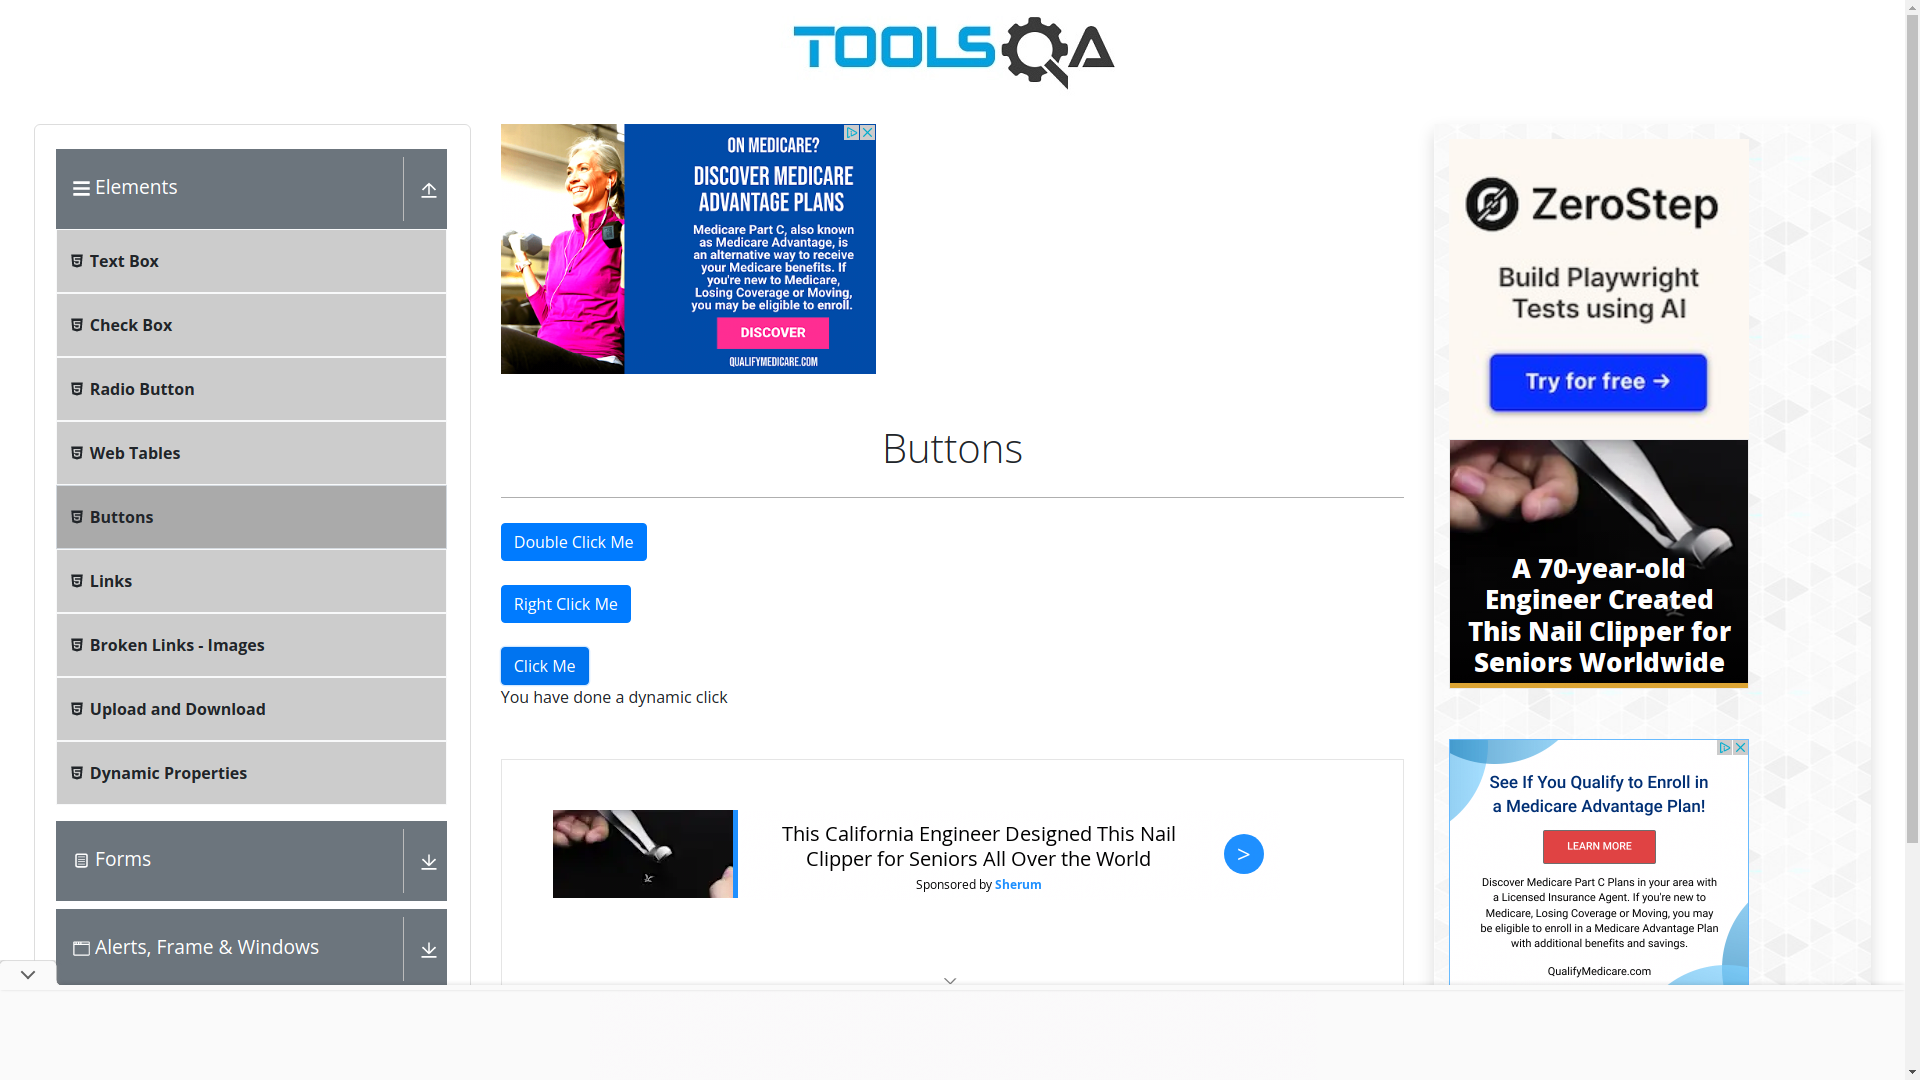 TOOLSQA
Elements
Text Box
Check Box
Radio Button
Web Tables
Buttons
Links
Broken Links - Images
Upload and Download
Dynamic Properties
Forms
Alerts, Frame & Windows
ON MEDICARE?
DISCOVER MEDICARE
ADVANTAGE PLANS
Medicare Part C, also known
as Medicare Advantage, is
an alternative way to receive
your Medicare benefits. If
you're new to Medicare,
Losing Coverage or Moving,
you may be eligible to enroll.
DISCOVER
QUALIFYMEDICARE.COM
Buttons
Double Click Me
Right Click Me
Click Me
You have done a dynamic click
This California Engineer Designed This Nail
Clipper for Seniors All Over the World
Sponsored by Sherum
>
ZeroStep
Build Playwright
Tests using AI
Try for free →
A 70-year-old
Engineer Created
This Nail Clipper for
Seniors Worldwide
See If You Qualify to Enroll in
a Medicare Advantage Plan!
LEARN MORE
Discover Medicare Part C Plans in your area with
a Licensed Insurance Agent. If you're new to
Medicare, Losing Coverage or Moving, you may
be eligible to enroll in a Medicare Advantage Plan
with additional benefits and savings.
QualifyMedicare.com